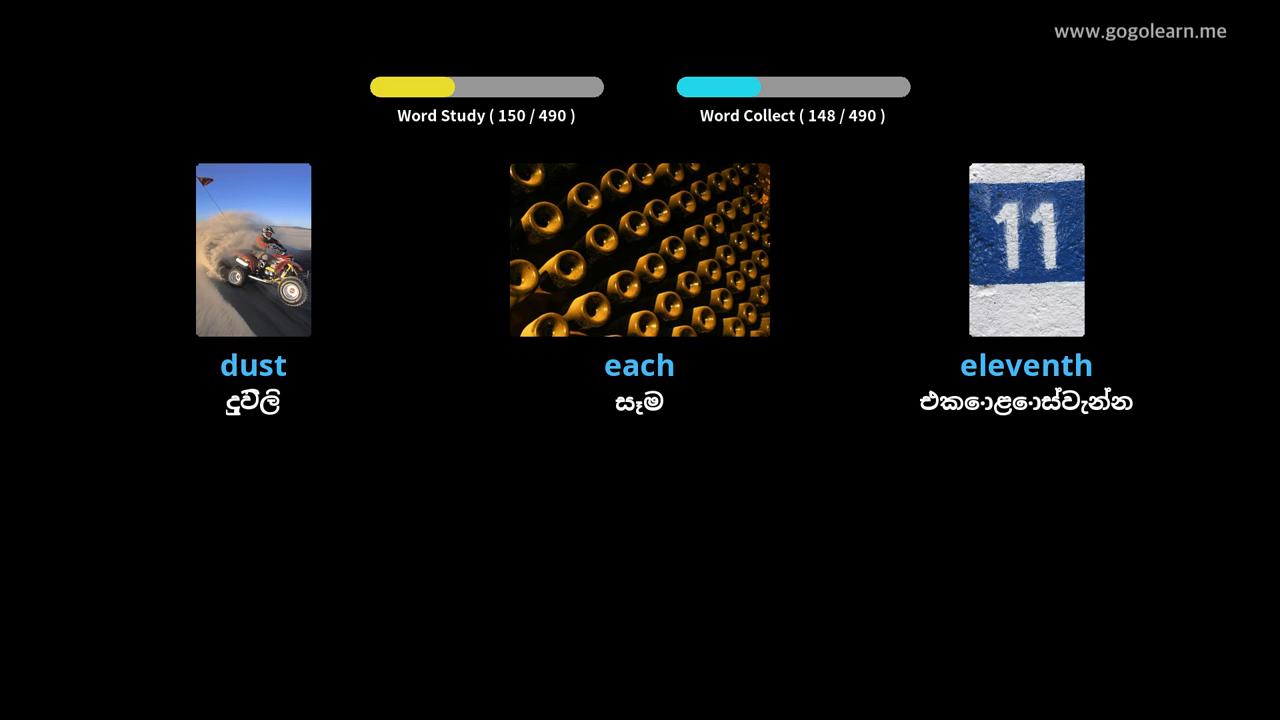 www.gogolearn.me
Word Study ( 150 / 490 )
Word Collect ( 148 / 490 )
11
dust
each
eleventh
දූවිලි
සෑම
එකොළොස්වැන්න